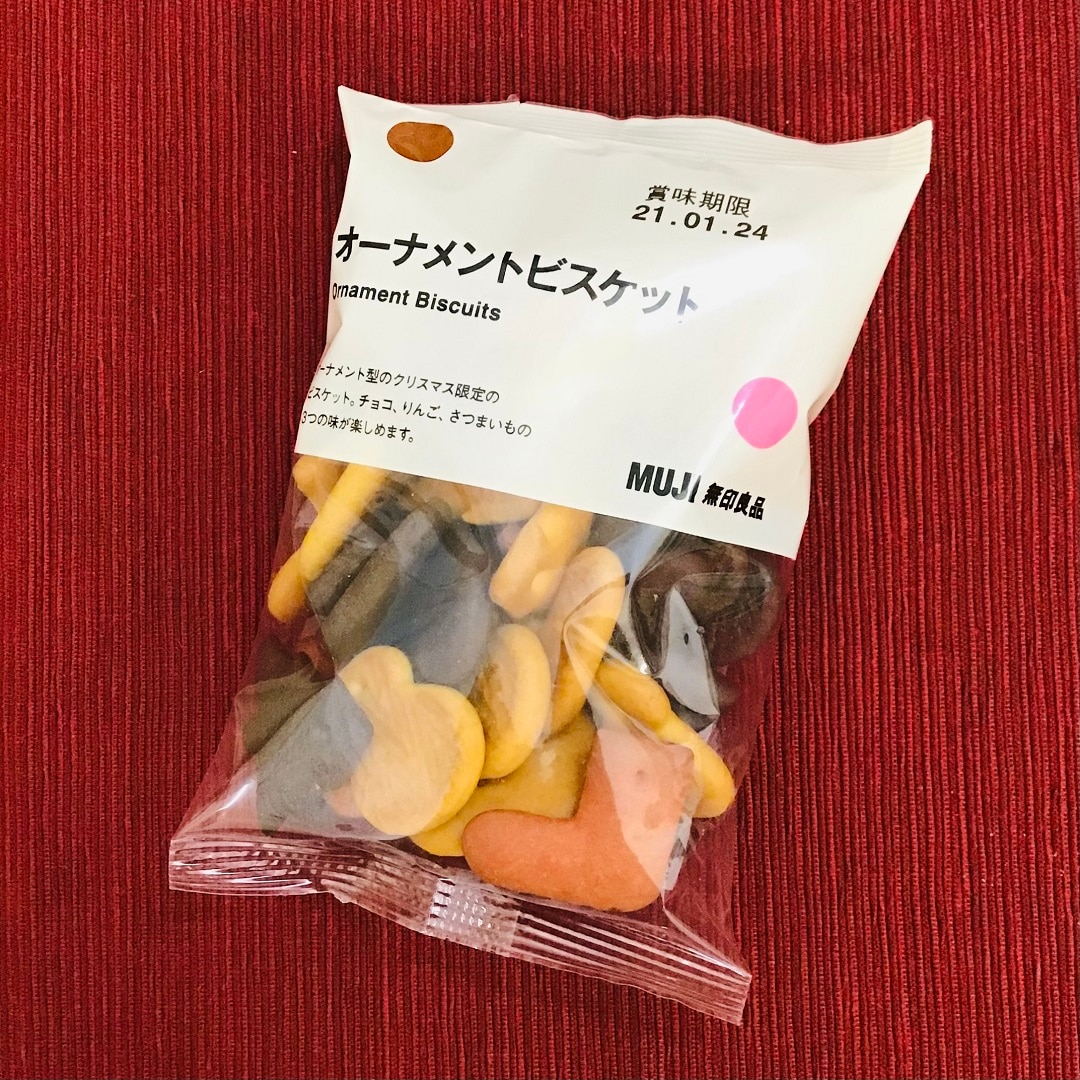 賞味期限
21.01.24
オーナメントビスケット
Ornament Biscuits
ーナメント型のクリスマス限定の
ビスケット。チョコ、りんご、さつまいもの
3つの味が楽しめます。
MUJI 無印良品